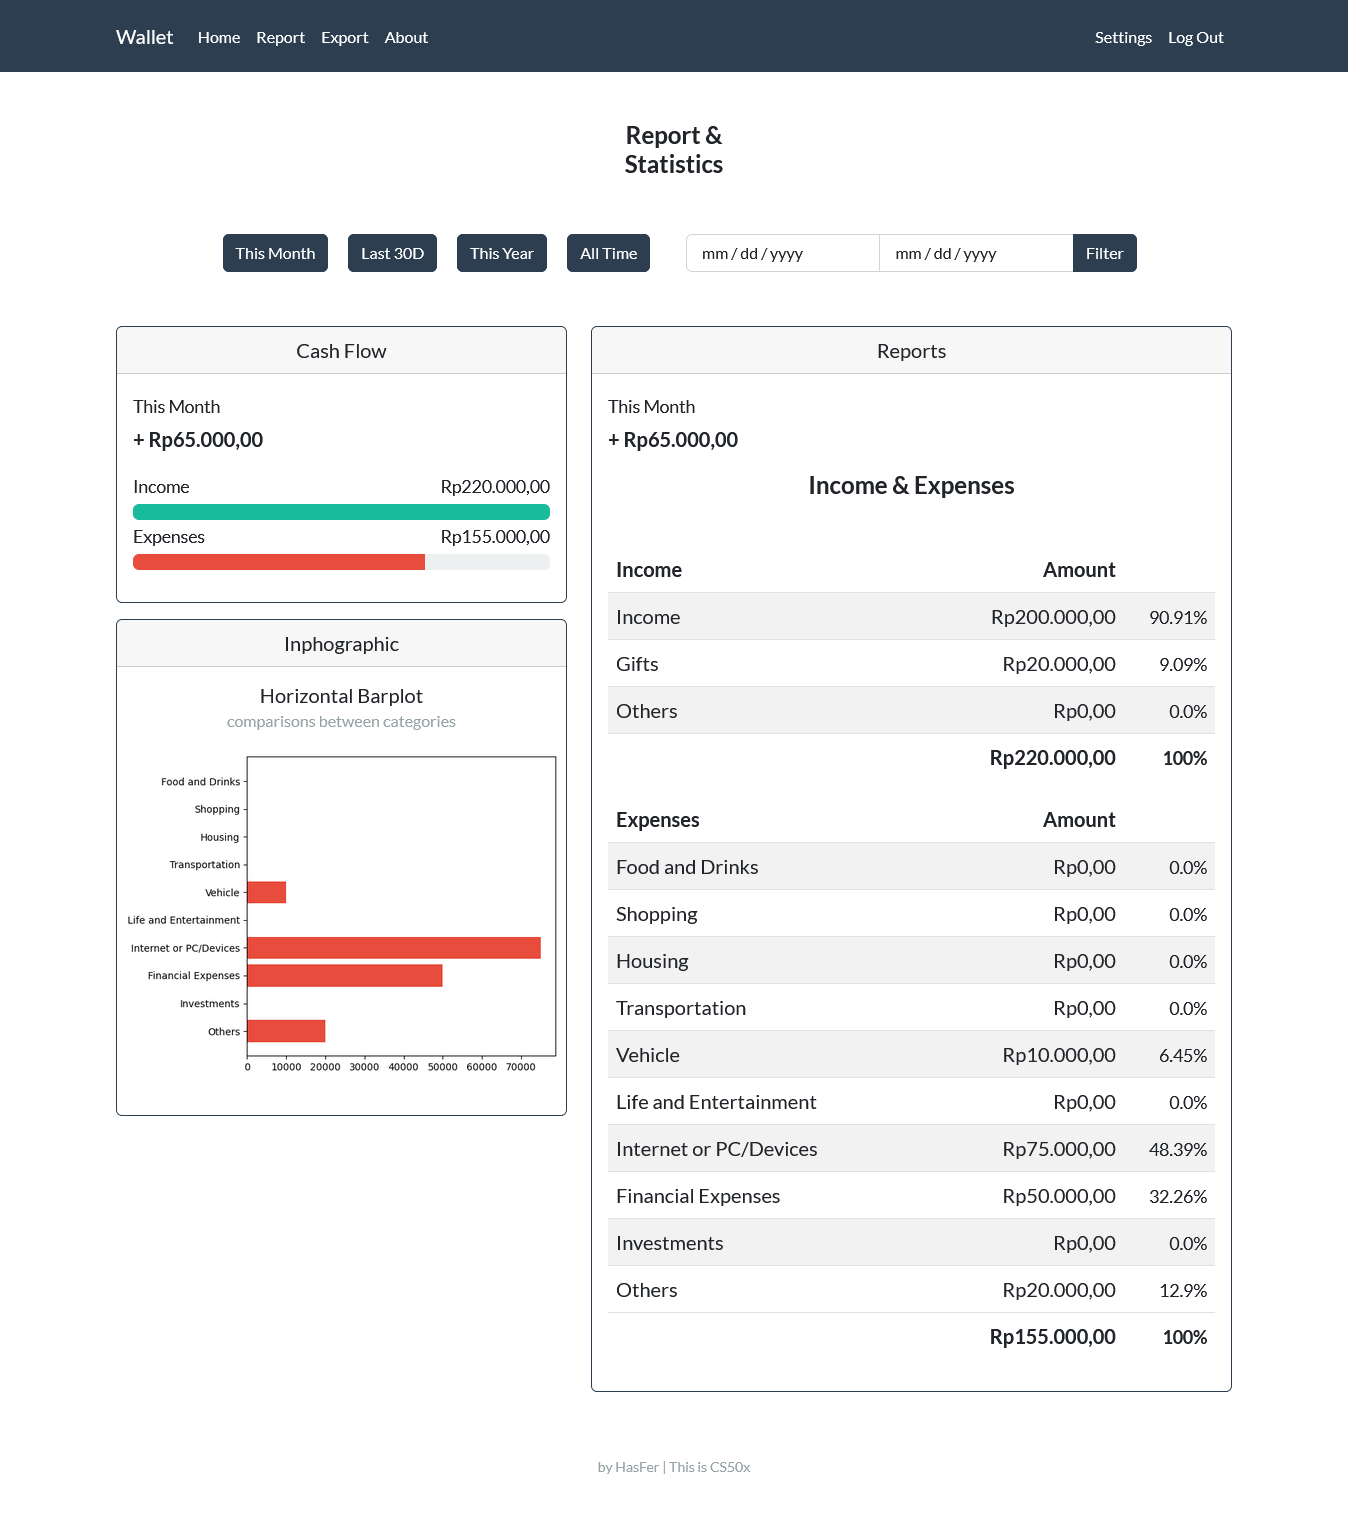 Wallet Home Report Export About Settings Log Out
Report &
Statistics
This Month Last 30D This Year All Time mm / dd / yyyy mm / dd / yyyy Filter
Cash Flow
This Month
+ Rp65.000,00
Income Rp220.000,00
Expenses Rp155.000,00
Inphographic
Horizontal Barplot
comparisons between categories
Food and Drinks
Shopping
Housing
Transportation
Vehicle
Life and Entertainment
Internet or PC/Devices
Financial Expenses
Investments
Others
0 10000 20000 30000 40000 50000 60000 70000
Reports
This Month
+ Rp65.000,00
Income & Expenses
Income Amount
Income Rp200.000,00 90.91%
Gifts Rp20.000,00 9.09%
Others Rp0,00 0.0%
Rp220.000,00 100%
Expenses Amount
Food and Drinks Rp0,00 0.0%
Shopping Rp0,00 0.0%
Housing Rp0,00 0.0%
Transportation Rp0,00 0.0%
Vehicle Rp10.000,00 6.45%
Life and Entertainment Rp0,00 0.0%
Internet or PC/Devices Rp75.000,00 48.39%
Financial Expenses Rp50.000,00 32.26%
Investments Rp0,00 0.0%
Others Rp20.000,00 12.9%
Rp155.000,00 100%
by HasFer | This is CS50x